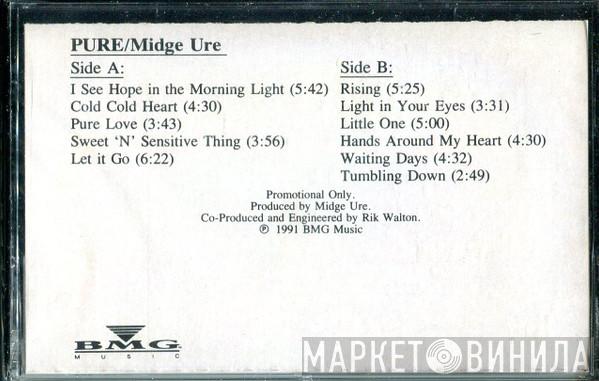 PURE/Midge Ure
Side A:
I See Hope in the Morning Light (5:42)
Cold Cold Heart (4:30)
Pure Love (3:43)
Sweet ‘N’ Sensitive Thing (3:56)
Let it Go (6:22)
Side B:
Rising (5:25)
Light in Your Eyes (3:31)
Little One (5:00)
Hands Around My Heart (4:30)
Waiting Days (4:32)
Tumbling Down (2:49)
Promotional Only.
Produced by Midge Ure.
Co-Produced and Engineered by Rik Walton.
℗ 1991 BMG Music
BMG
MUSIC
МАРКЕТ ВИНИЛА